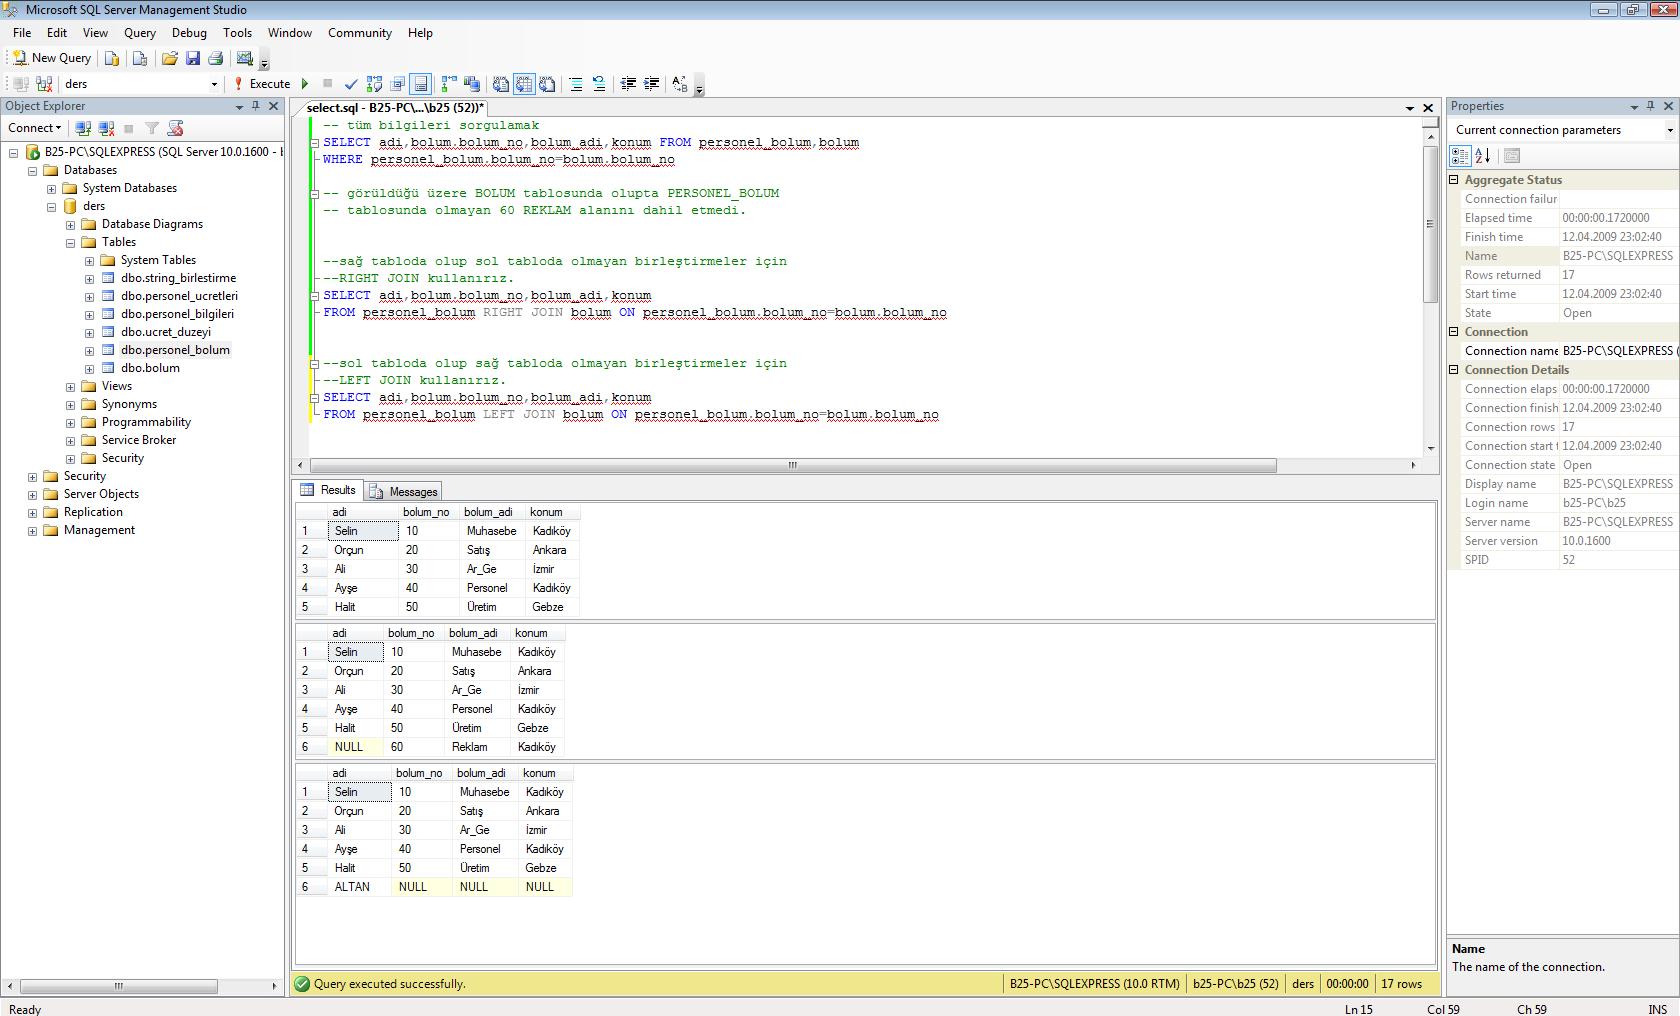 Microsoft SQL Server Management Studio
File Edit View Query Debug Tools Window Community Help
New Query
ders Execute
Object Explorer
Connect
B25-PC\SQLEXPRESS (SQL Server 10.0.1600 - 
Databases
System Databases
ders
Database Diagrams
Tables
System Tables
dbo.string_birlestirme
dbo.personel_ucretleri
dbo.personel_bilgileri
dbo.ucret_duzeyi
dbo.personel_bolum
dbo.bolum
Views
Synonyms
Programmability
Service Broker
Security
Security
Server Objects
Replication
Management
select.sql - B25-PC\...\b25 (52))*
-- tüm bilgileri sorgulamak
SELECT adi,bolum.bolum_no,bolum_adi,konum FROM personel_bolum,bolum
WHERE personel_bolum.bolum_no=bolum.bolum_no
-- görüldüğü üzere BOLUM tablosunda olupta PERSONEL_BOLUM
-- tablosunda olmayan 60 REKLAM alanını dahil etmedi.
--sağ tabloda olup sol tabloda olmayan birleştirmeler için
--RIGHT JOIN kullanırız.
SELECT adi,bolum.bolum_no,bolum_adi,konum
FROM personel_bolum RIGHT JOIN bolum ON personel_bolum.bolum_no=bolum.bolum_no
--sol tabloda olup sağ tabloda olmayan birleştirmeler için
--LEFT JOIN kullanırız.
SELECT adi,bolum.bolum_no,bolum_adi,konum
FROM personel_bolum LEFT JOIN bolum ON personel_bolum.bolum_no=bolum.bolum_no
Results Messages
adi bolum_no bolum_adi konum
1 Selin 10 Muhasebe Kadıköy
2 Orçun 20 Satış Ankara
3 Ali 30 Ar_Ge İzmir
4 Ayşe 40 Personel Kadıköy
5 Halit 50 Üretim Gebze
adi bolum_no bolum_adi konum
1 Selin 10 Muhasebe Kadıköy
2 Orçun 20 Satış Ankara
3 Ali 30 Ar_Ge İzmir
4 Ayşe 40 Personel Kadıköy
5 Halit 50 Üretim Gebze
6 NULL 60 Reklam Kadıköy
adi bolum_no bolum_adi konum
1 Selin 10 Muhasebe Kadıköy
2 Orçun 20 Satış Ankara
3 Ali 30 Ar_Ge İzmir
4 Ayşe 40 Personel Kadıköy
5 Halit 50 Üretim Gebze
6 ALTAN NULL NULL NULL
Query executed successfully. B25-PC\SQLEXPRESS (10.0 RTM) b25-PC\b25 (52) ders 00:00:00 17 rows
Properties
Current connection parameters
Aggregate Status
Connection failur
Elapsed time 00:00:00.1720000
Finish time 12.04.2009 23:02:40
Name B25-PC\SQLEXPRESS
Rows returned 17
Start time 12.04.2009 23:02:40
State Open
Connection
Connection name B25-PC\SQLEXPRESS (
Connection Details
Connection elaps 00:00:00.1720000
Connection finish 12.04.2009 23:02:40
Connection rows 17
Connection start t 12.04.2009 23:02:40
Connection state Open
Display name B25-PC\SQLEXPRESS
Login name b25-PC\b25
Server name B25-PC\SQLEXPRESS
Server version 10.0.1600
SPID 52
Name
The name of the connection.
Ready Ln 15 Col 59 Ch 59 INS